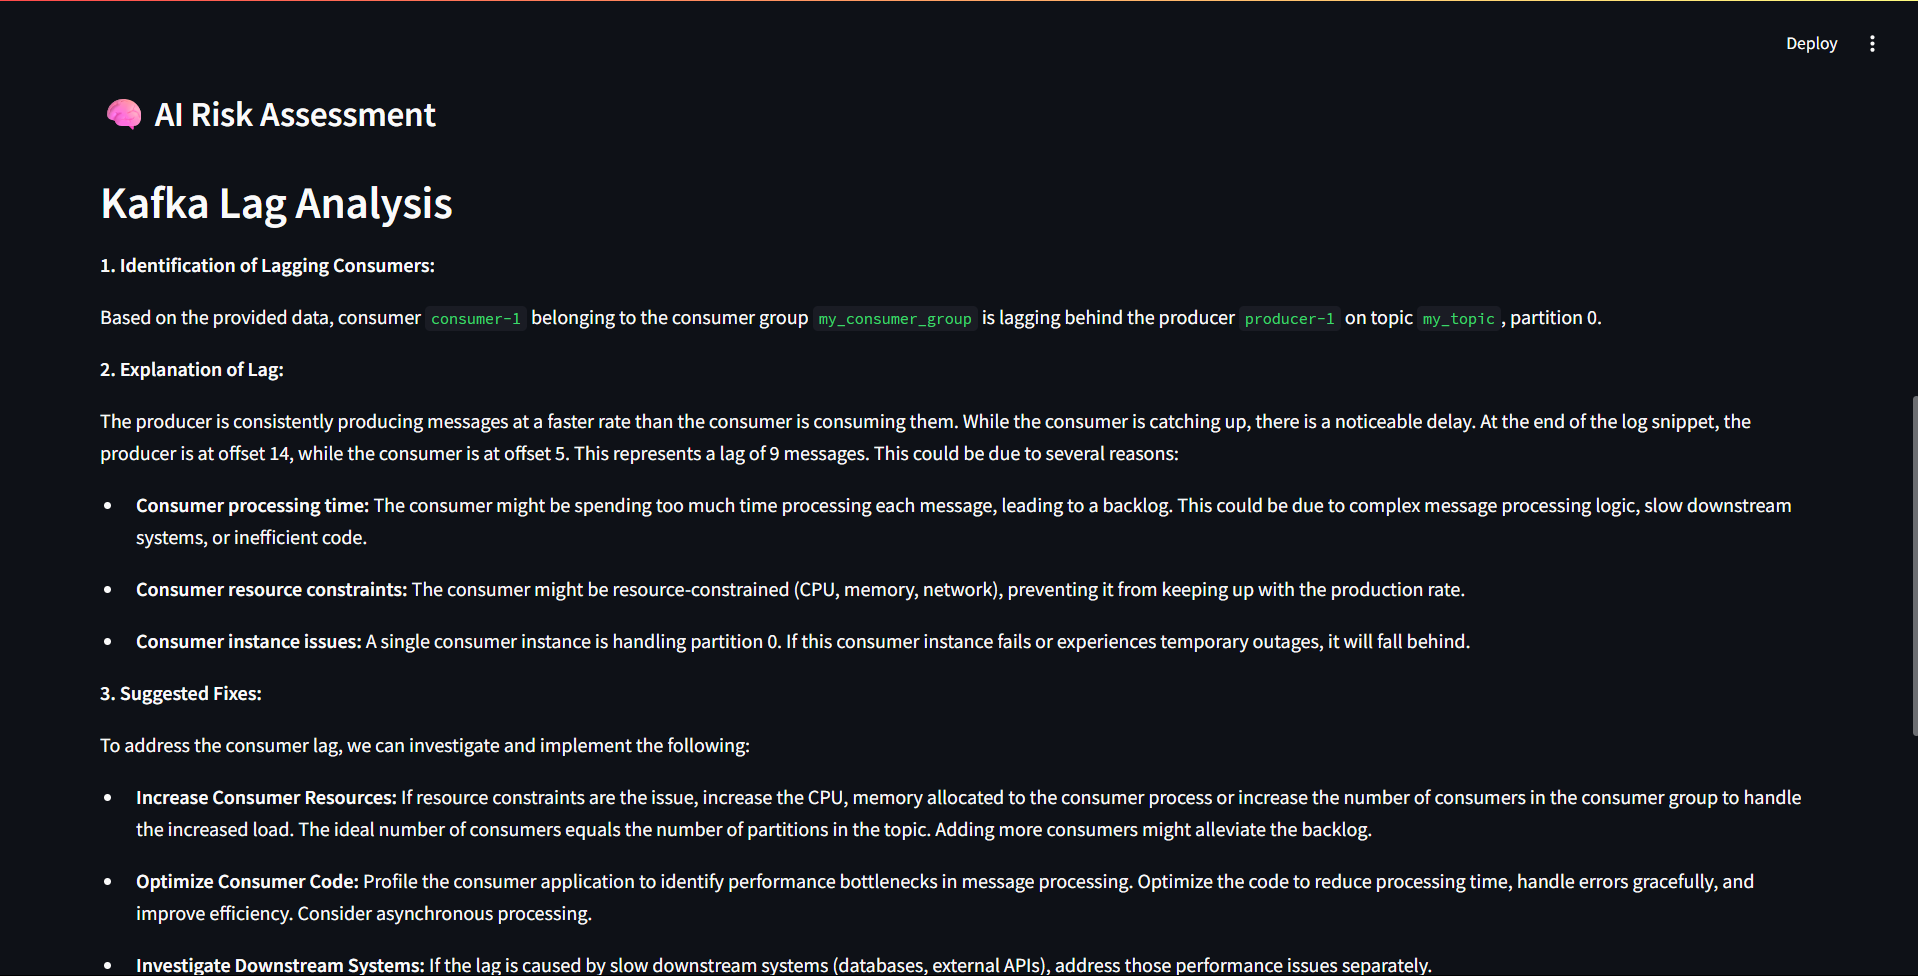 Deploy
AI Risk Assessment
Kafka Lag Analysis
1. Identification of Lagging Consumers:
Based on the provided data, consumer consumer-1 belonging to the consumer group my_consumer_group is lagging behind the producer producer-1 on topic my_topic, partition 0.
2. Explanation of Lag:
The producer is consistently producing messages at a faster rate than the consumer is consuming them. While the consumer is catching up, there is a noticeable delay. At the end of the log snippet, the
producer is at offset 14, while the consumer is at offset 5. This represents a lag of 9 messages. This could be due to several reasons:
• Consumer processing time: The consumer might be spending too much time processing each message, leading to a backlog. This could be due to complex message processing logic, slow downstream
systems, or inefficient code.
• Consumer resource constraints: The consumer might be resource-constrained (CPU, memory, network), preventing it from keeping up with the production rate.
• Consumer instance issues: A single consumer instance is handling partition 0. If this consumer instance fails or experiences temporary outages, it will fall behind.
3. Suggested Fixes:
To address the consumer lag, we can investigate and implement the following:
• Increase Consumer Resources: If resource constraints are the issue, increase the CPU, memory allocated to the consumer process or increase the number of consumers in the consumer group to handle
the increased load. The ideal number of consumers equals the number of partitions in the topic. Adding more consumers might alleviate the backlog.
• Optimize Consumer Code: Profile the consumer application to identify performance bottlenecks in message processing. Optimize the code to reduce processing time, handle errors gracefully, and
improve efficiency. Consider asynchronous processing.
• Investigate Downstream Systems: If the lag is caused by slow downstream systems (databases, external APIs), address those performance issues separately.